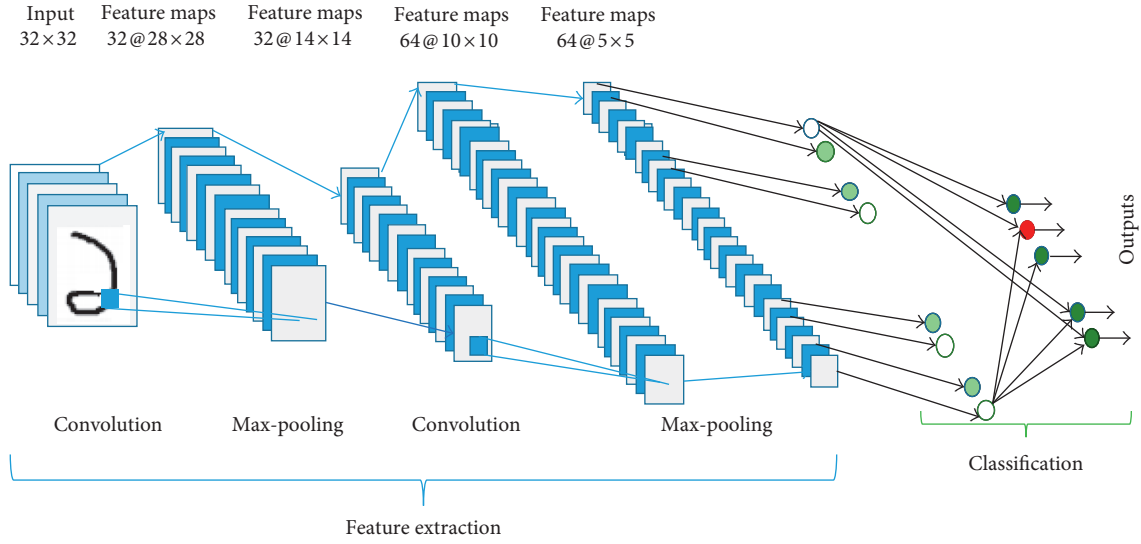 Input
32×32
Feature maps
32@28×28
Feature maps
32@14×14
Feature maps
64@10×10
Feature maps
64@5×5
Outputs
Convolution
Max-pooling
Convolution
Max-pooling
Classification
Feature extraction